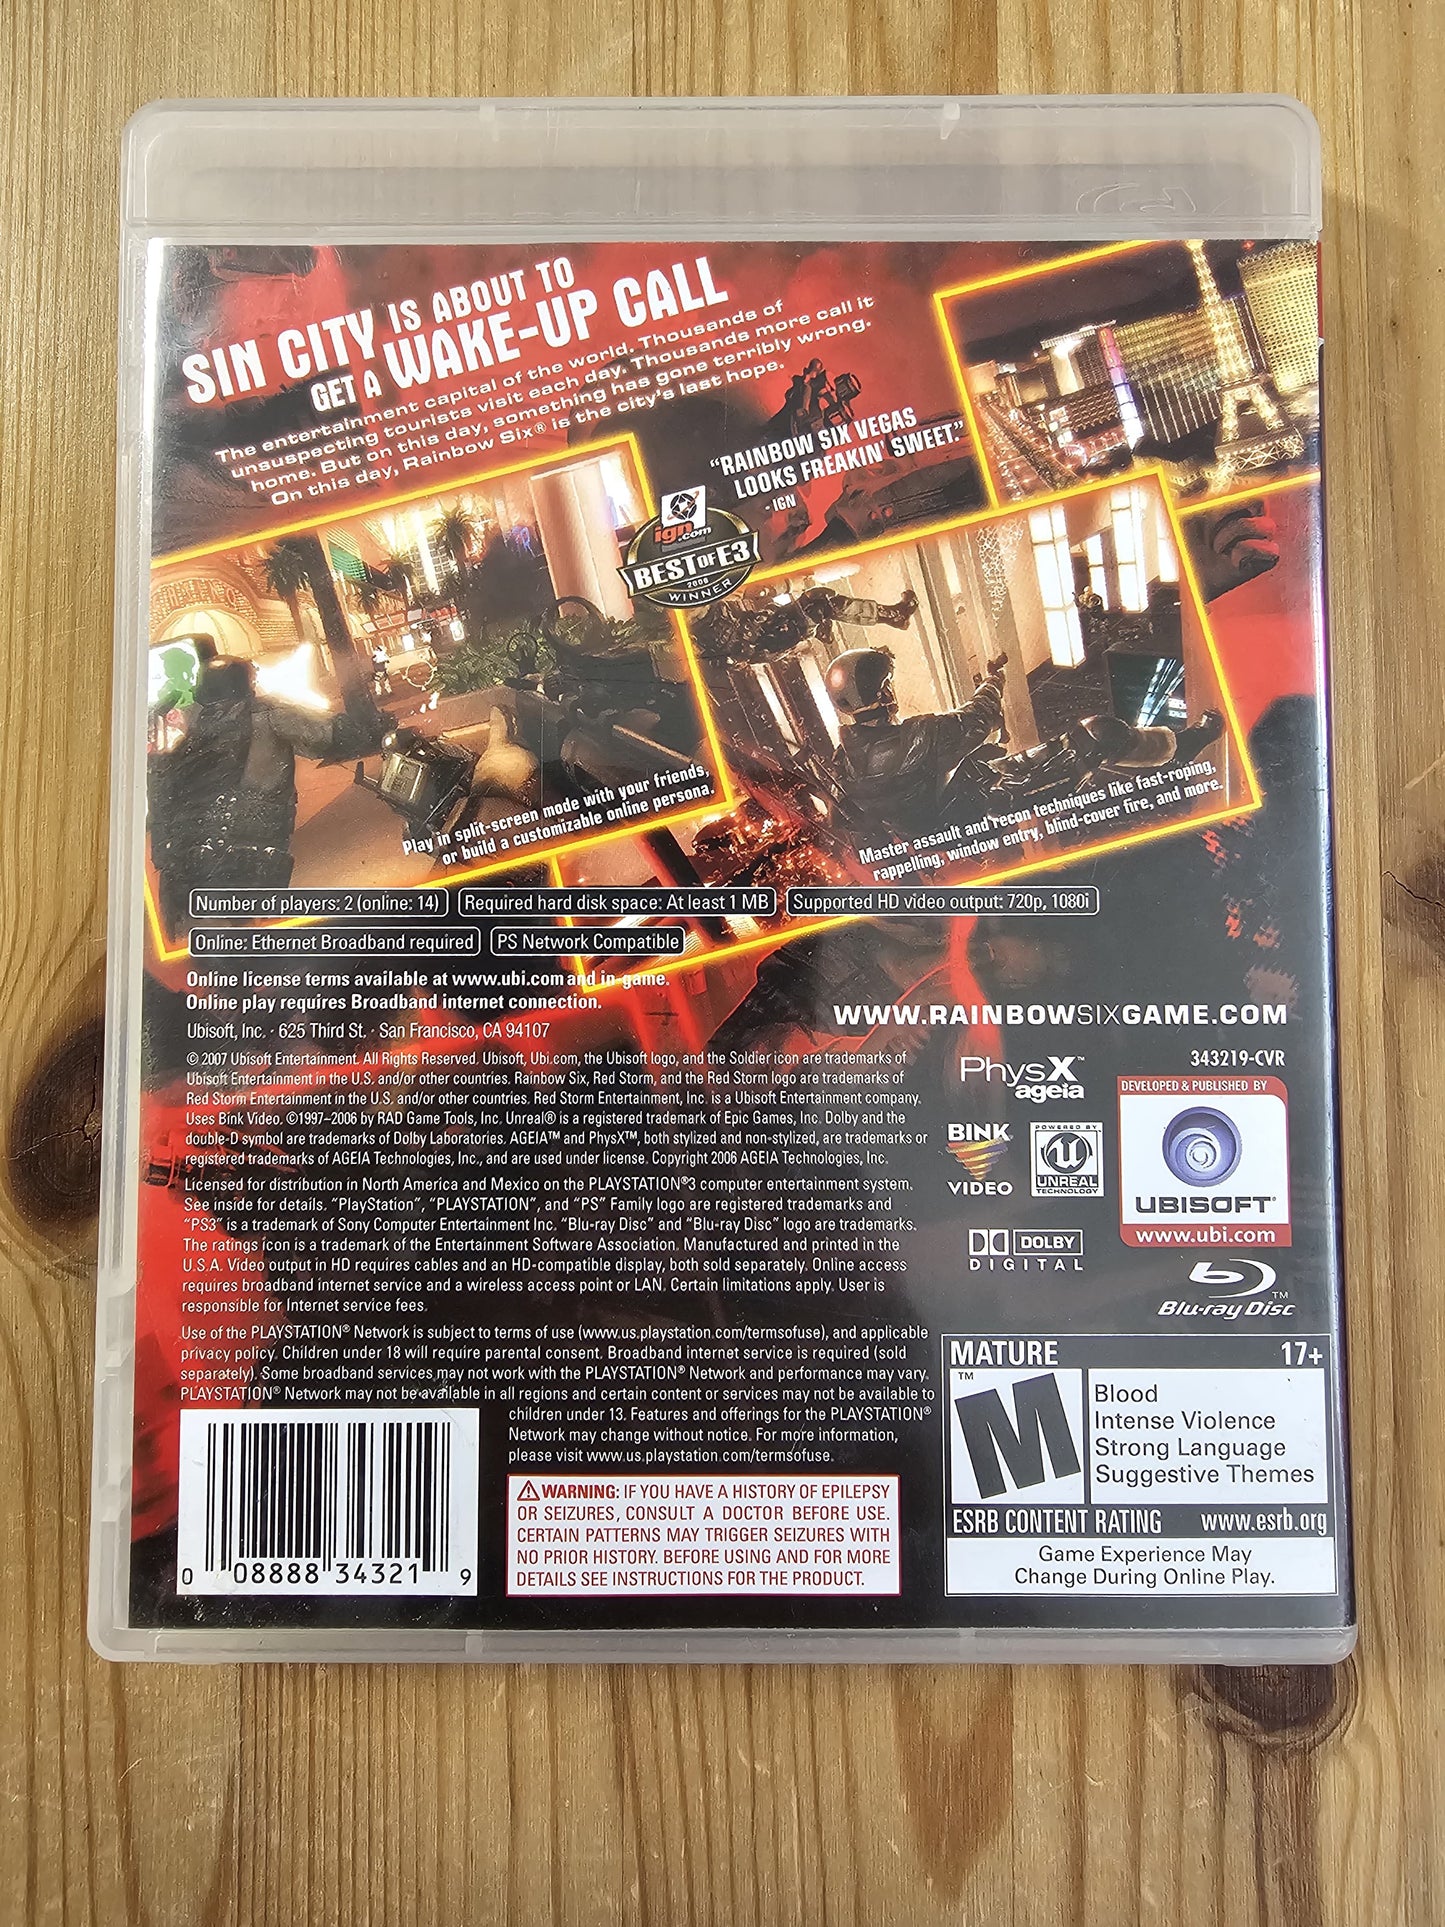 SIN CITY IS ABOUT TO
GET A WAKE-UP CALL
The entertainment capital of the world. Thousands of
unsuspecting tourists visit each day. Thousands more call it
home. But on this day, something has gone terribly wrong.
On this day, Rainbow Six® is the city's last hope.
"RAINBOW SIX VEGAS
LOOKS FREAKIN' SWEET."
- IGN
ign.com
BEST OF E3
2006
WINNER
Play in split-screen mode with your friends,
or build a customizable online persona.
Master assault and recon techniques like fast-roping,
rappelling, window entry, blind-cover fire, and more.
Number of players: 2 (online: 14) Required hard disk space: At least 1 MB Supported HD video output: 720p, 1080i
Online: Ethernet Broadband required PS Network Compatible
Online license terms available at www.ubi.com and in-game.
Online play requires Broadband internet connection.
Ubisoft, Inc. · 625 Third St. · San Francisco, CA 94107
WWW.RAINBOWSIXGAME.COM
© 2007 Ubisoft Entertainment. All Rights Reserved. Ubisoft, Ubi.com, the Ubisoft logo, and the Soldier icon are trademarks of
Ubisoft Entertainment in the U.S. and/or other countries. Rainbow Six, Red Storm, and the Red Storm logo are trademarks of
Red Storm Entertainment in the U.S. and/or other countries. Red Storm Entertainment, Inc. is a Ubisoft Entertainment company.
Uses Bink Video. ©1997–2006 by RAD Game Tools, Inc. Unreal® is a registered trademark of Epic Games, Inc. Dolby and the
double-D symbol are trademarks of Dolby Laboratories. AGEIA™ and PhysX™, both stylized and non-stylized, are trademarks or
registered trademarks of AGEIA Technologies, Inc., and are used under license. Copyright 2006 AGEIA Technologies, Inc.
Licensed for distribution in North America and Mexico on the PLAYSTATION®3 computer entertainment system.
See inside for details. "PlayStation", "PLAYSTATION", and "PS" Family logo are registered trademarks and
"PS3" is a trademark of Sony Computer Entertainment Inc. "Blu-ray Disc" and "Blu-ray Disc" logo are trademarks.
The ratings icon is a trademark of the Entertainment Software Association. Manufactured and printed in the
U.S.A. Video output in HD requires cables and an HD-compatible display, both sold separately. Online access
requires broadband internet service and a wireless access point or LAN. Certain limitations apply. User is
responsible for Internet service fees.
Use of the PLAYSTATION® Network is subject to terms of use (www.us.playstation.com/termsofuse), and applicable
privacy policy. Children under 18 will require parental consent. Broadband internet service is required (sold
separately). Some broadband services may not work with the PLAYSTATION® Network and performance may vary.
PLAYSTATION® Network may not be available in all regions and certain content or services may not be available to
children under 13. Features and offerings for the PLAYSTATION®
Network may change without notice. For more information,
please visit www.us.playstation.com/termsofuse.
PhysX™
ageia
343219-CVR
DEVELOPED & PUBLISHED BY
UBISOFT®
www.ubi.com
BINK
VIDEO
POWERED BY
UNREAL
TECHNOLOGY
DOLBY
DIGITAL
Blu-ray Disc™
0 08888 34321 9
WARNING: IF YOU HAVE A HISTORY OF EPILEPSY
OR SEIZURES, CONSULT A DOCTOR BEFORE USE.
CERTAIN PATTERNS MAY TRIGGER SEIZURES WITH
NO PRIOR HISTORY. BEFORE USING AND FOR MORE
DETAILS SEE INSTRUCTIONS FOR THE PRODUCT.
MATURE 17+
M™
Blood
Intense Violence
Strong Language
Suggestive Themes
ESRB CONTENT RATING www.esrb.org
Game Experience May
Change During Online Play.